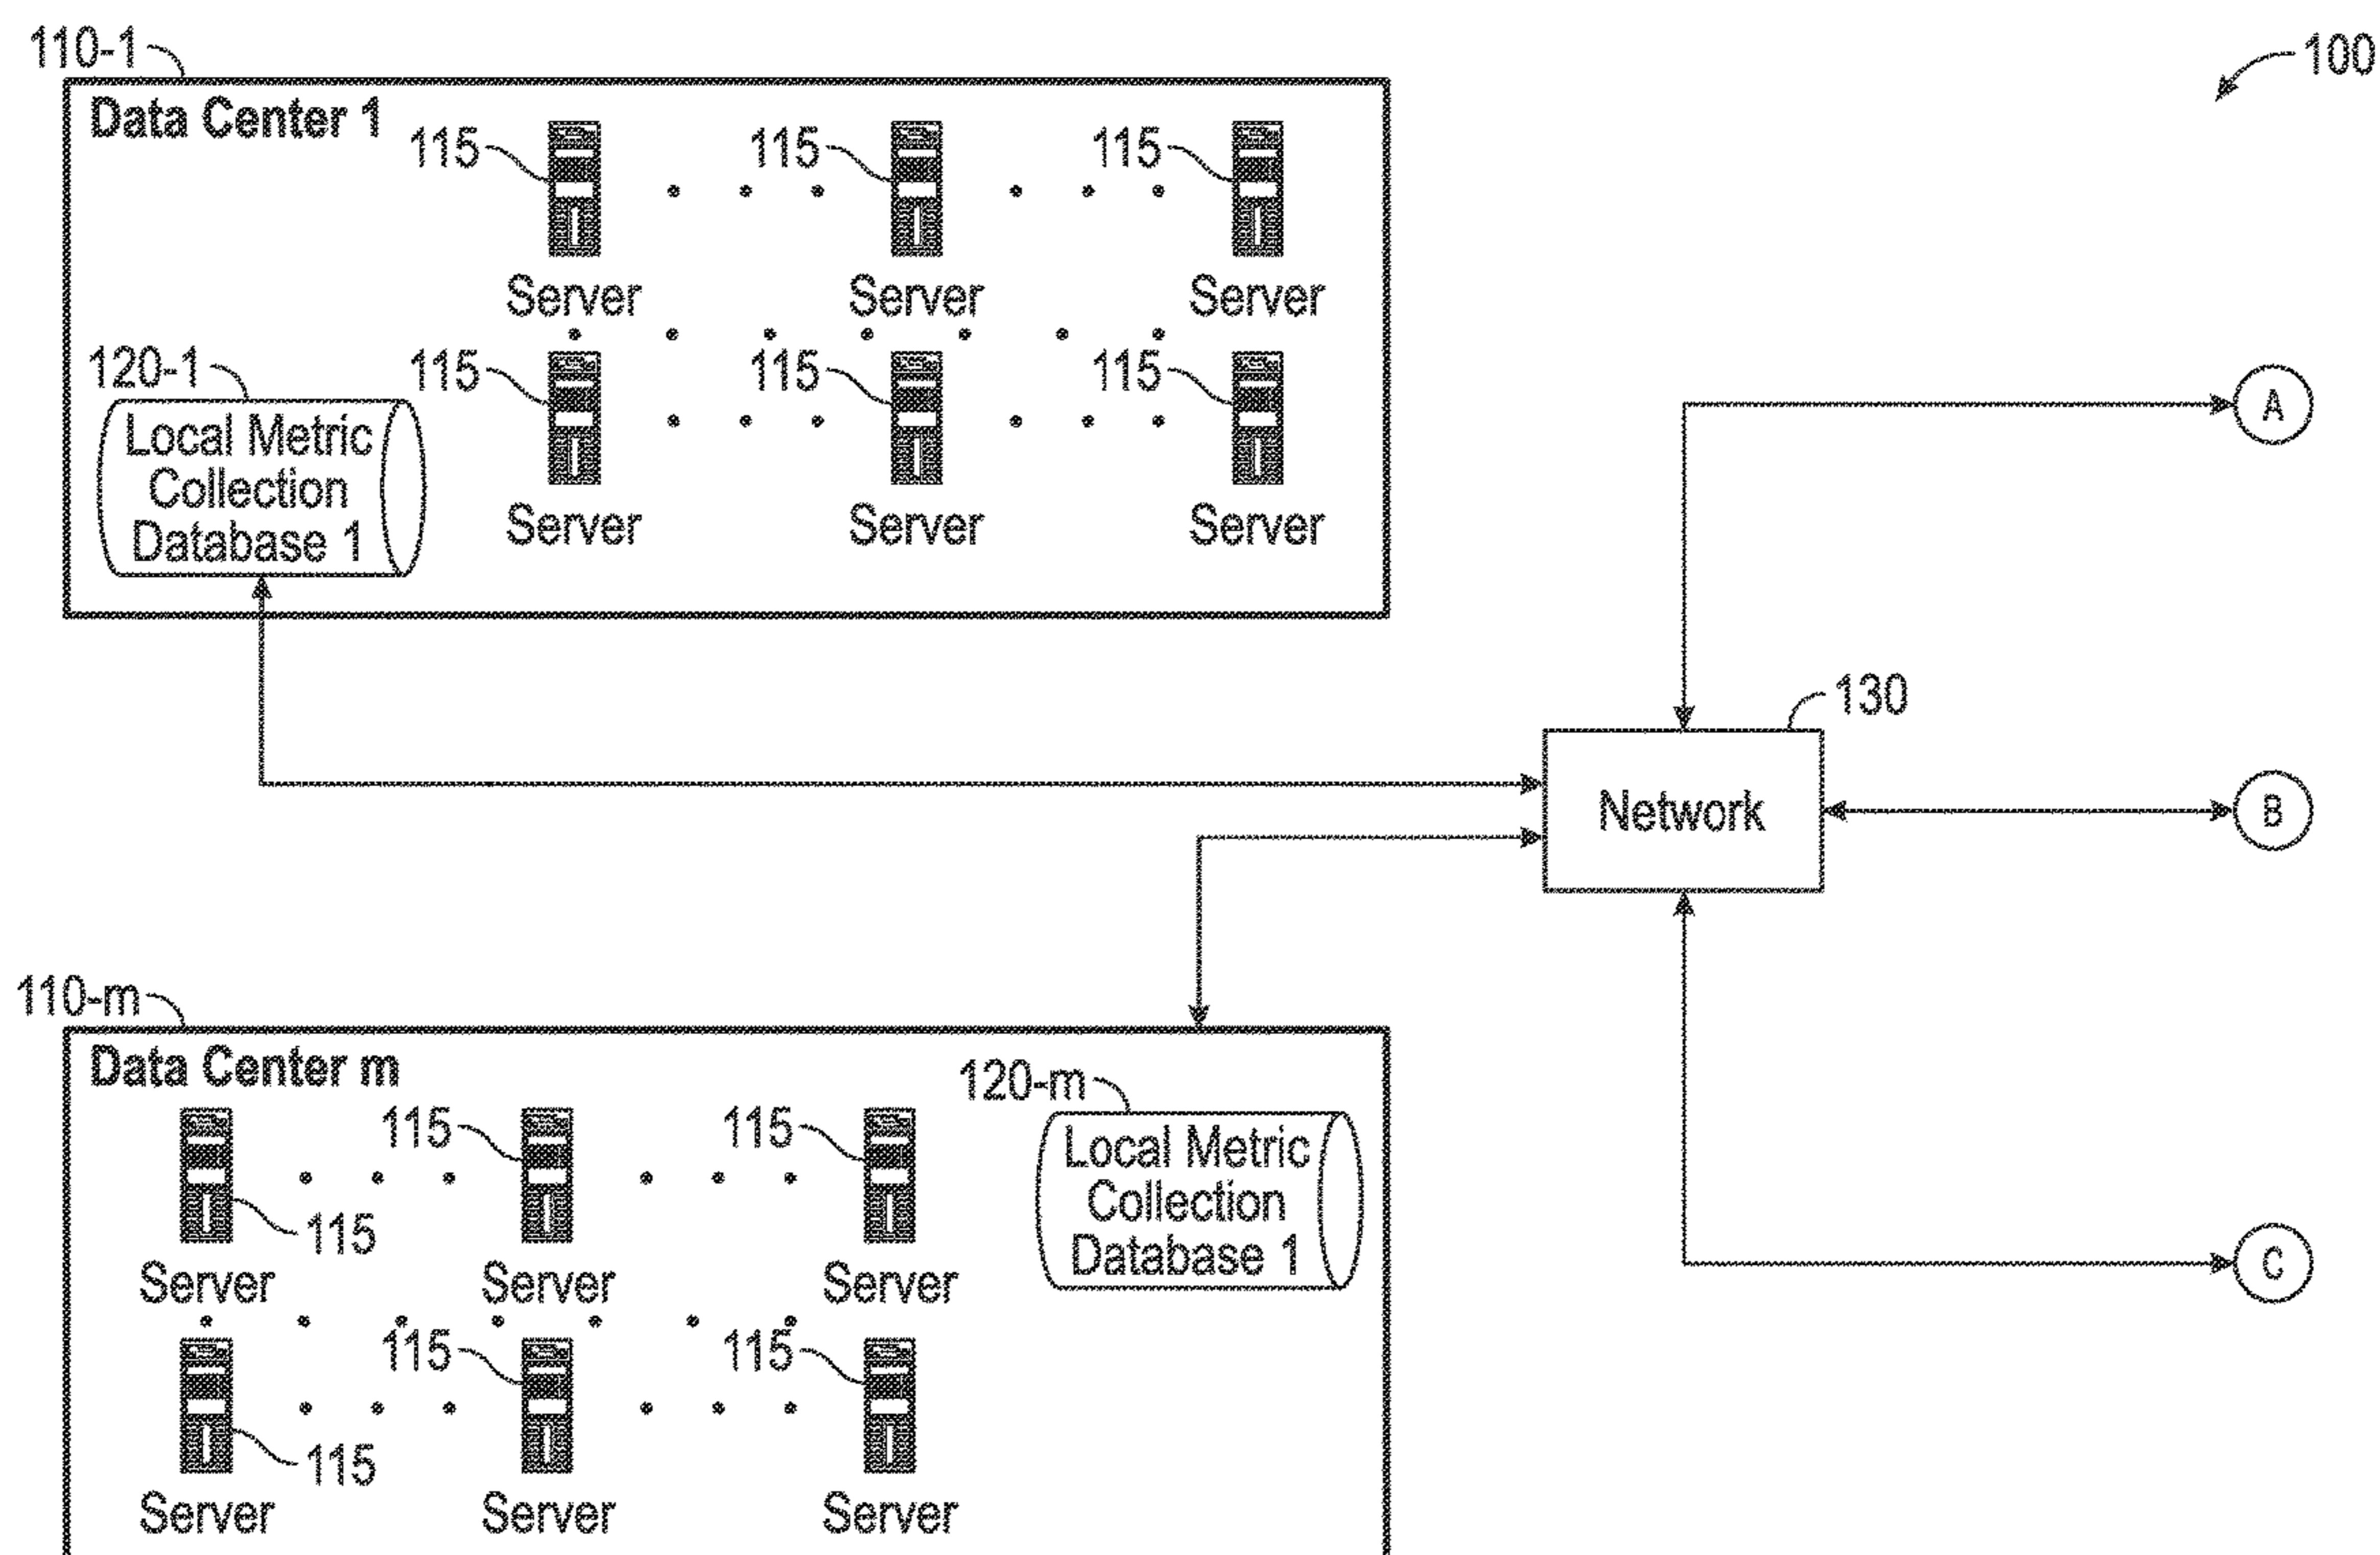 110-1
100
Data Center 1
115
115
115
Server
Server
Server
120-1
115
115
115
Local Metric
Collection
Database 1
Server
Server
Server
A
130
Network
B
110-m
Data Center m
120-m
115
115
Local Metric
Collection
Database 1
115
Server
Server
Server
C
115
115
115
Server
Server
Server